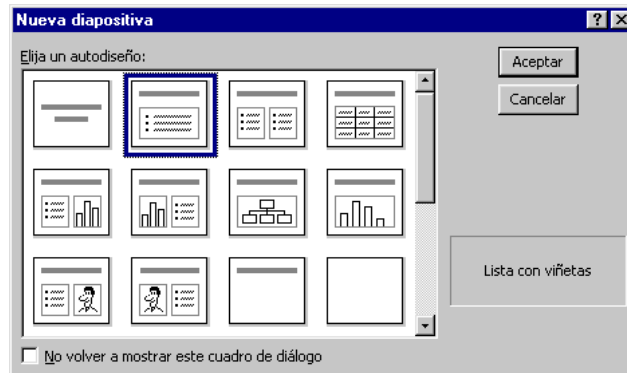 Nueva diapositiva
Elija un autodiseño:
Aceptar
Cancelar
Lista con viñetas
No volver a mostrar este cuadro de diálogo